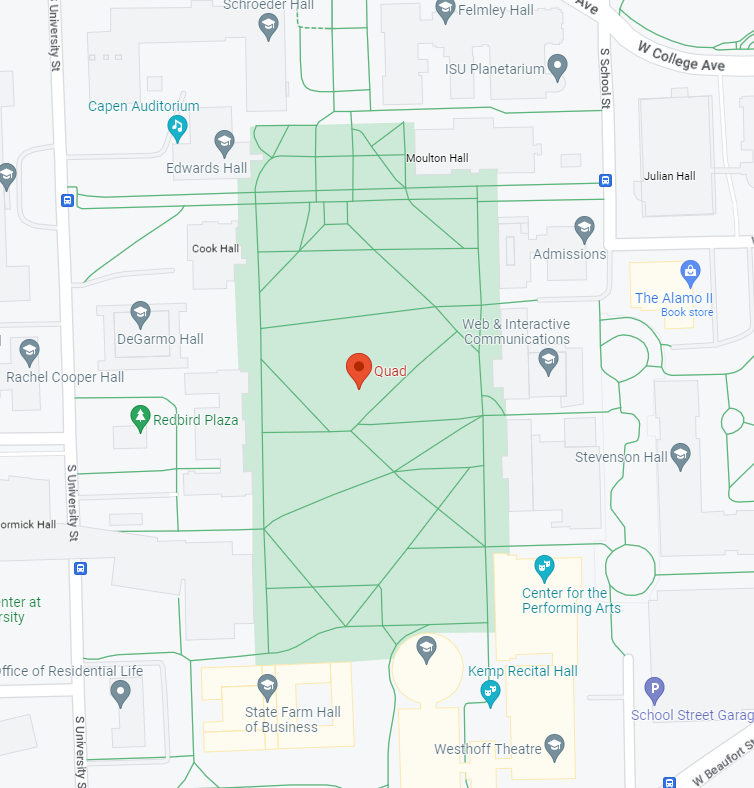 Schroeder Hall
Felmley Hall
Ave
W College Ave
S University St
S School St
ISU Planetarium
Capen Auditorium
Edwards Hall
Moulton Hall
Julian Hall
Cook Hall
Admissions
The Alamo II
Book store
DeGarmo Hall
Web & Interactive
Communications
Rachel Cooper Hall
Quad
Redbird Plaza
Stevenson Hall
S University St
ormick Hall
Center for the
Performing Arts
enter at
rsity
ffice of Residential Life
Kemp Recital Hall
State Farm Hall
of Business
P
School Street Garag
S University S
Westhoff Theatre
W Beaufort St